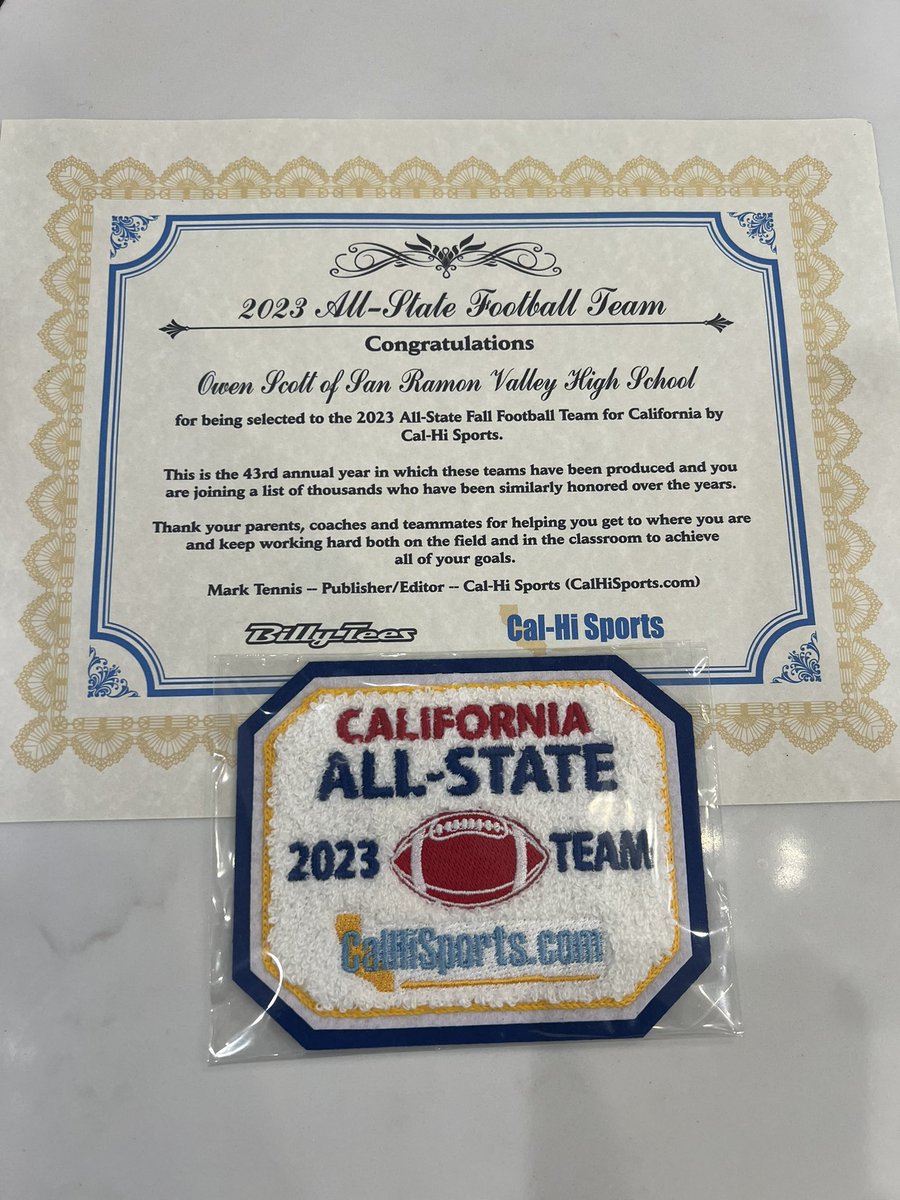 2023 All-State Football Team
Congratulations
Owen Scott of San Ramon Valley High School
for being selected to the 2023 All-State Fall Football Team for California by
Cal-Hi Sports.
This is the 43rd annual year in which these teams have been produced and you
are joining a list of thousands who have been similarly honored over the years.
Thank your parents, coaches and teammates for helping you get to where you are
and keep working hard both on the field and in the classroom to achieve
all of your goals.
Mark Tennis -- Publisher/Editor -- Cal-Hi Sports (CalHiSports.com)
Billy-Tees Cal-Hi Sports
CALIFORNIA
ALL-STATE
2023 TEAM
CalHiSports.com